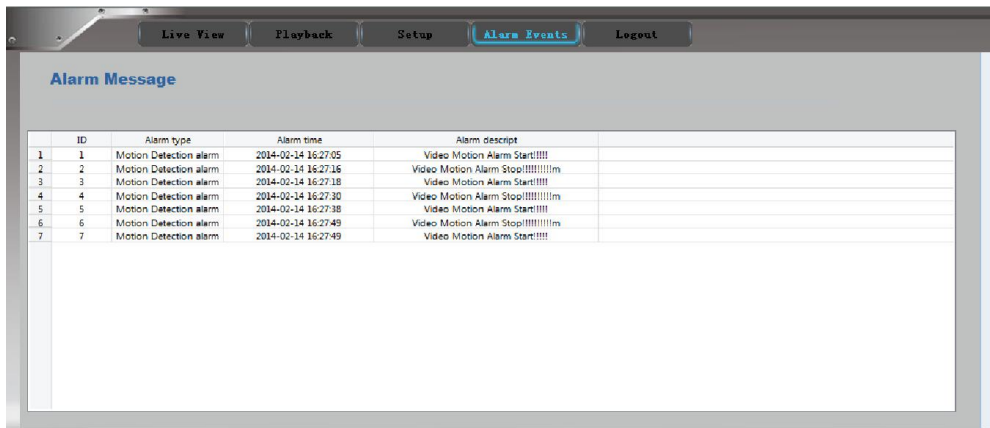 Live View Playback Setup Alarm Events Logout
Alarm Message
ID Alarm type Alarm time Alarm descript
1 1 Motion Detection alarm 2014-02-14 16:27:05 Video Motion Alarm Start!!!!!
2 2 Motion Detection alarm 2014-02-14 16:27:16 Video Motion Alarm Stop!!!!!!!!!!m
3 3 Motion Detection alarm 2014-02-14 16:27:18 Video Motion Alarm Start!!!!!
4 4 Motion Detection alarm 2014-02-14 16:27:30 Video Motion Alarm Stop!!!!!!!!!!m
5 5 Motion Detection alarm 2014-02-14 16:27:38 Video Motion Alarm Start!!!!!
6 6 Motion Detection alarm 2014-02-14 16:27:49 Video Motion Alarm Stop!!!!!!!!!!m
7 7 Motion Detection alarm 2014-02-14 16:27:49 Video Motion Alarm Start!!!!!